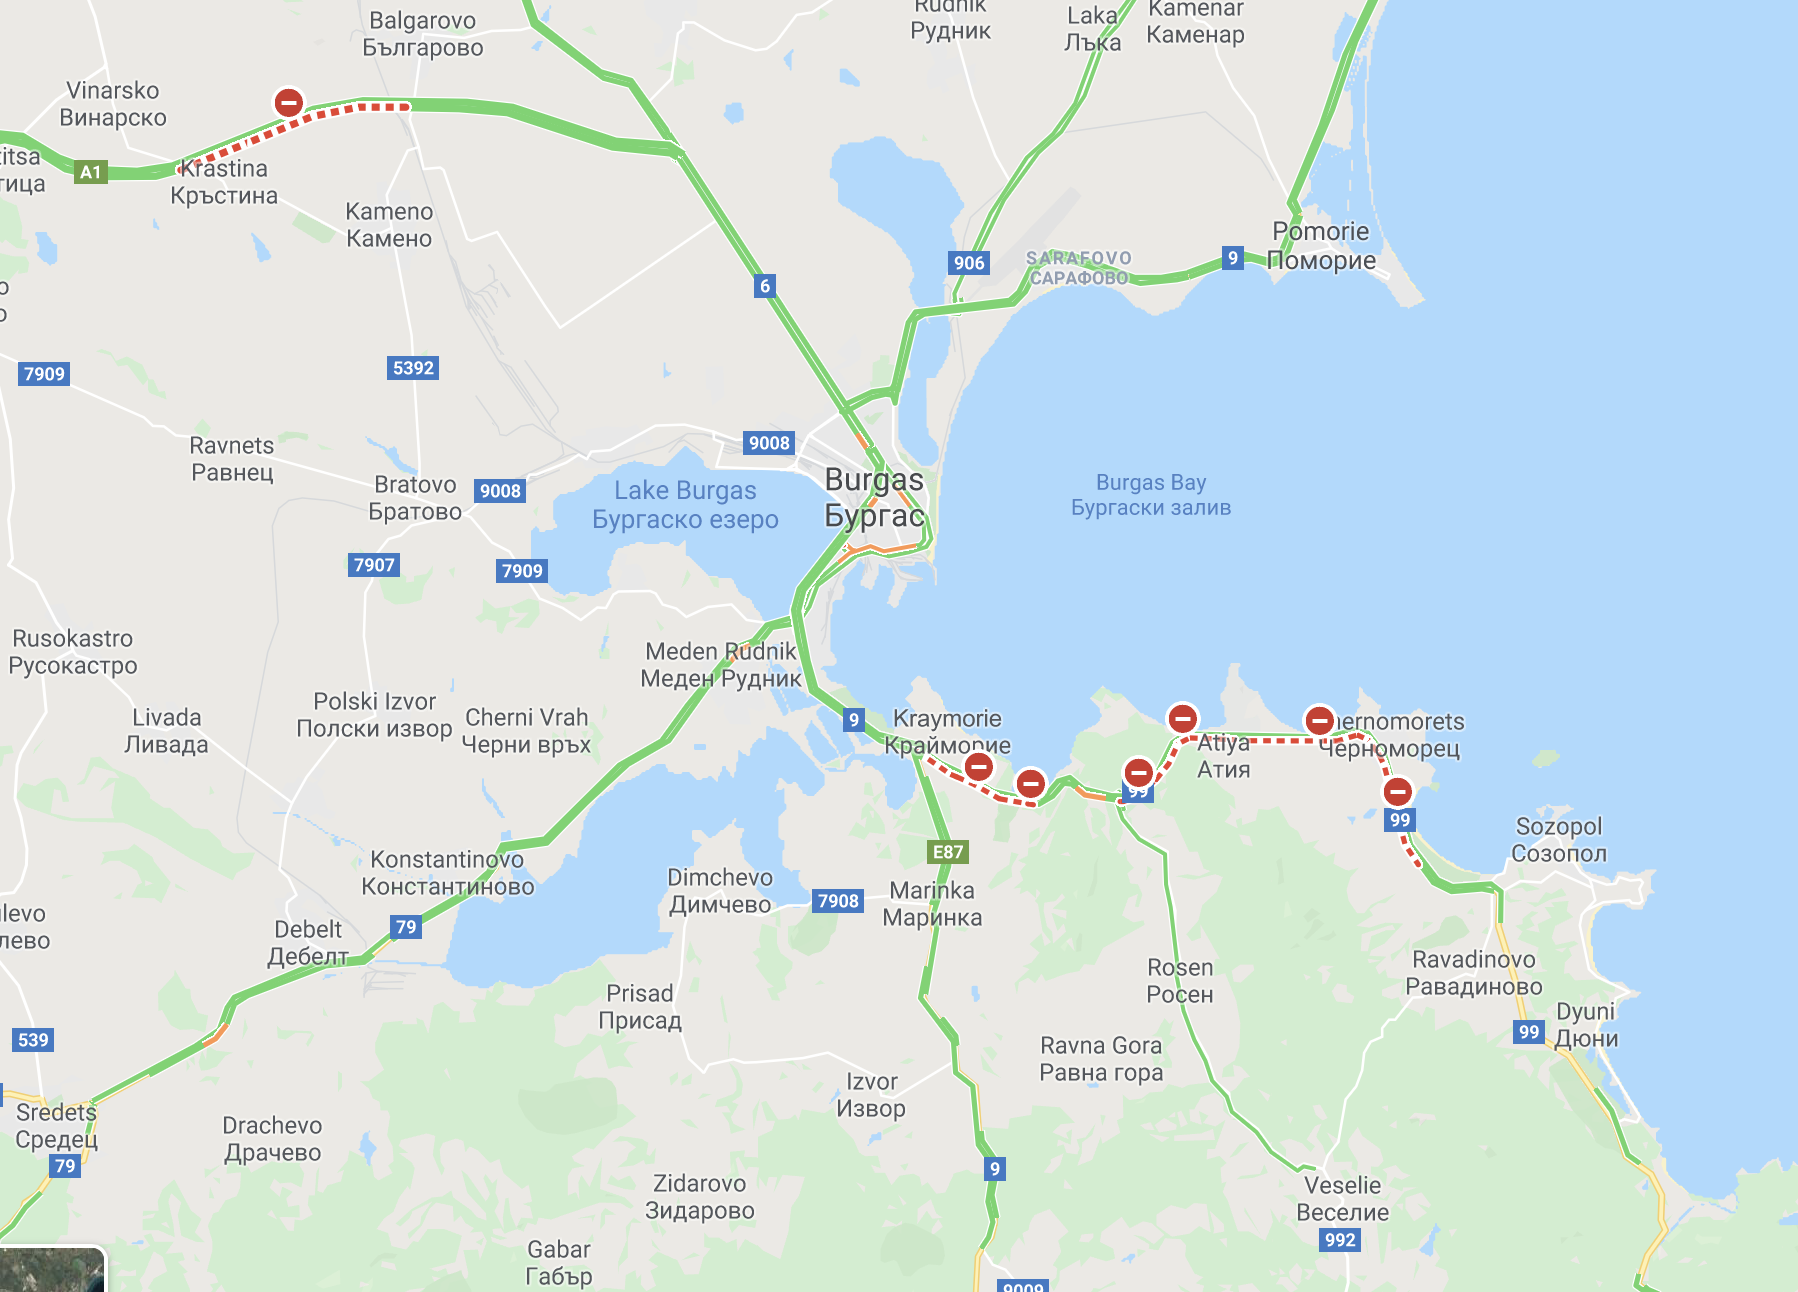 Balgarovo
Българово
Rudnik
Рудник
Laka
Лъка
Kamenar
Каменар
Vinarsko
Винарско
A1
Krastina
Кръстина
Kameno
Камено
906
SARAFOVO
САРАФОВО
9
Pomorie
Поморие
6
7909
5392
Ravnets
Равнец
9008
Bratovo
Братово
9008
Lake Burgas
Бургаско езеро
Burgas
Бургас
Burgas Bay
Бургаски залив
7907
7909
Rusokastro
Русокастро
Meden Rudnik
Меден Рудник
Polski Izvor
Полски извор
Livada
Ливада
Cherni Vrah
Черни връх
9
Kraymorie
Крайморие
Atiya
Атия
Черноморец
99
99
Sozopol
Созопол
E87
Konstantinovo
Константиново
Dimchevo
Димчево
7908
Marinka
Маринка
79
Debelt
Дебелт
Prisad
Присад
Rosen
Росен
Ravadinovo
Равадиново
Dyuni
Дюни
99
539
Ravna Gora
Равна гора
Izvor
Извор
Sredets
Средец
79
Drachevo
Драчево
9
Zidarovo
Зидарово
Veselie
Веселие
992
Gabar
Габър
9009